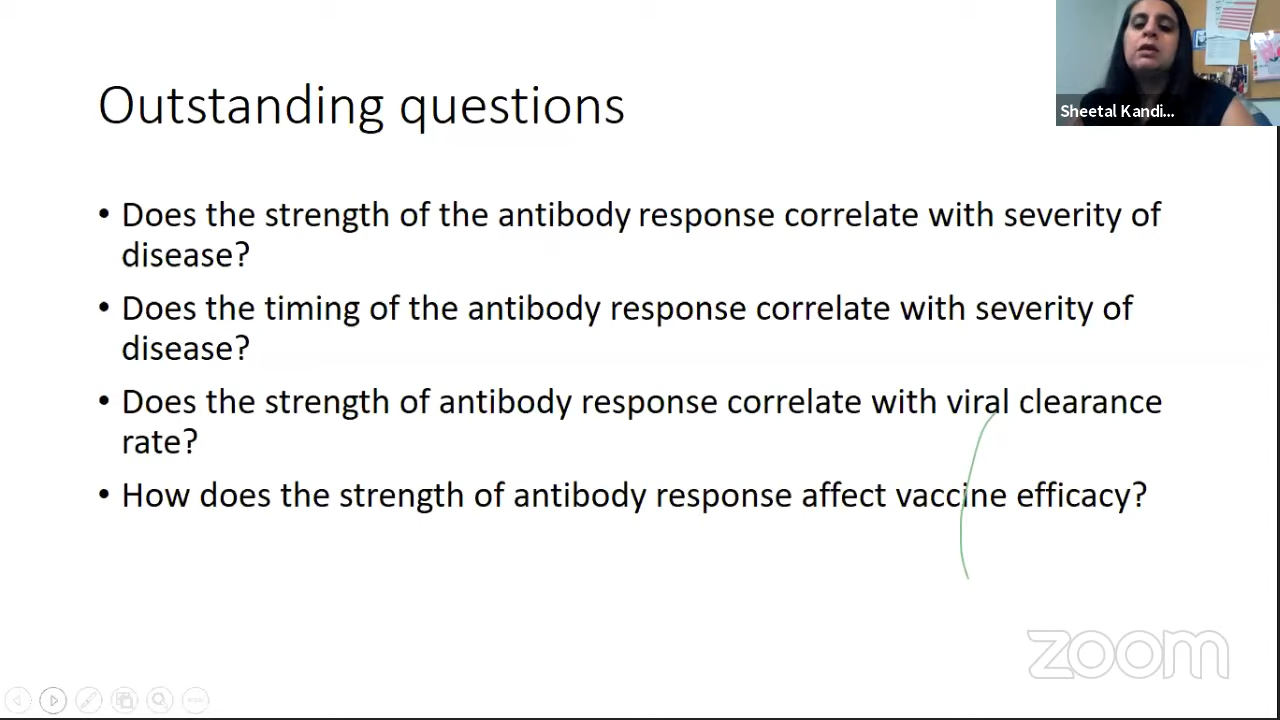 Outstanding questions
Sheetal Kandi...
• Does the strength of the antibody response correlate with severity of
disease?
• Does the timing of the antibody response correlate with severity of
disease?
• Does the strength of antibody response correlate with viral clearance
rate?
• How does the strength of antibody response affect vaccine efficacy?
zoom